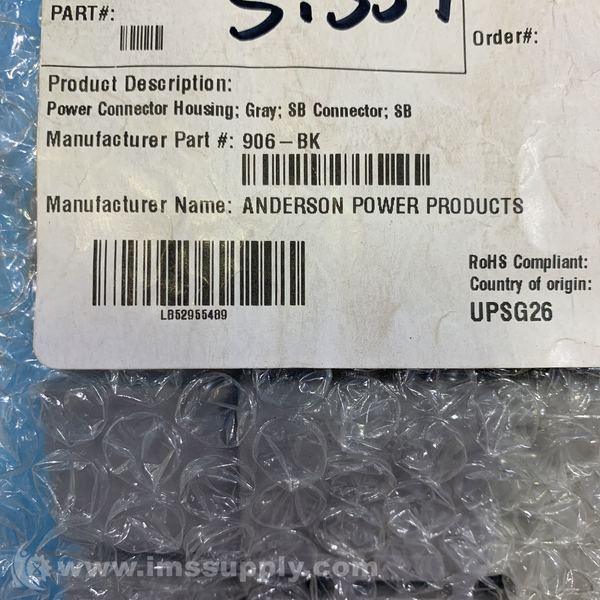 PART#:
Order#:
Product Description:
Power Connector Housing; Gray; SB Connector; SB
Manufacturer Part #: 906-BK
Manufacturer Name: ANDERSON POWER PRODUCTS
RoHS Compliant:
Country of origin:
LB52955489
UPSG26
www.imssupply.com